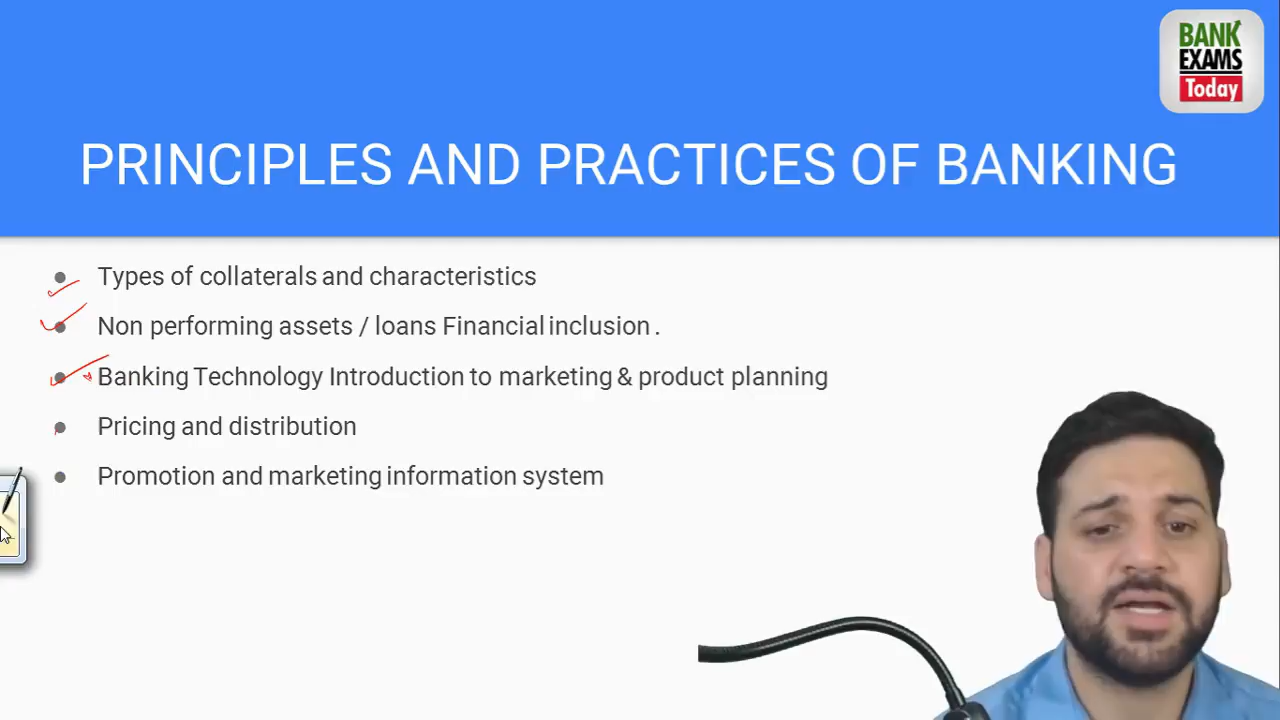 BANK
EXAMS
Today
PRINCIPLES AND PRACTICES OF BANKING
Types of collaterals and characteristics
Non performing assets / loans Financial inclusion .
Banking Technology Introduction to marketing & product planning
Pricing and distribution
Promotion and marketing information system